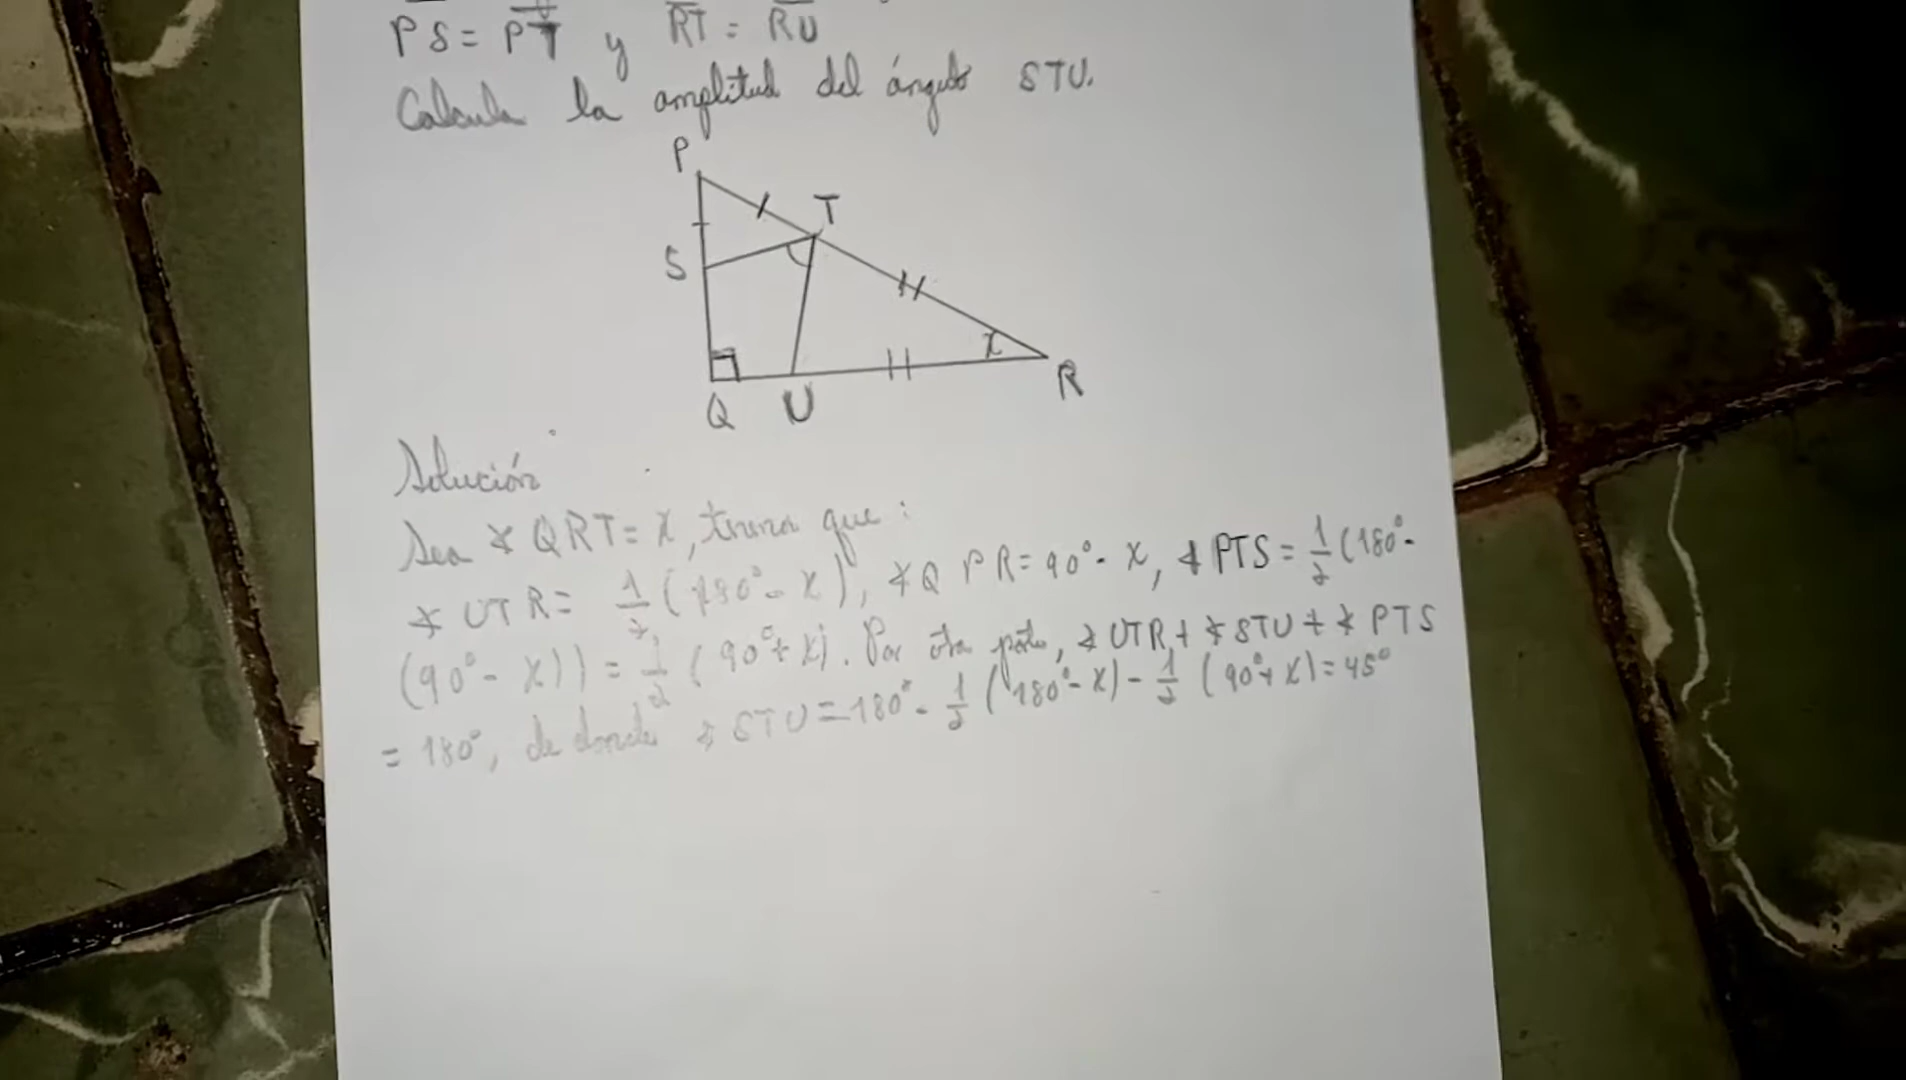 PS = PT y RT = RU
Calcula la amplitud del ángulo STU.
P
T
S
x
R
Q U
Solución
Sea ∢ QRT = x, que:
∢ UTR = 1/2 (180° - x), ∢ Q P R = 90° - x, ∢ PTS = 1/2 (180° -
(90° - x)) = 1/2 (90° + x). Por otra parte, ∢ UTR + ∢ STU + ∢ PTS
= 180°, de donde ∢ STU = 180° - 1/2 (180° - x) - 1/2 (90° + x) = 45°